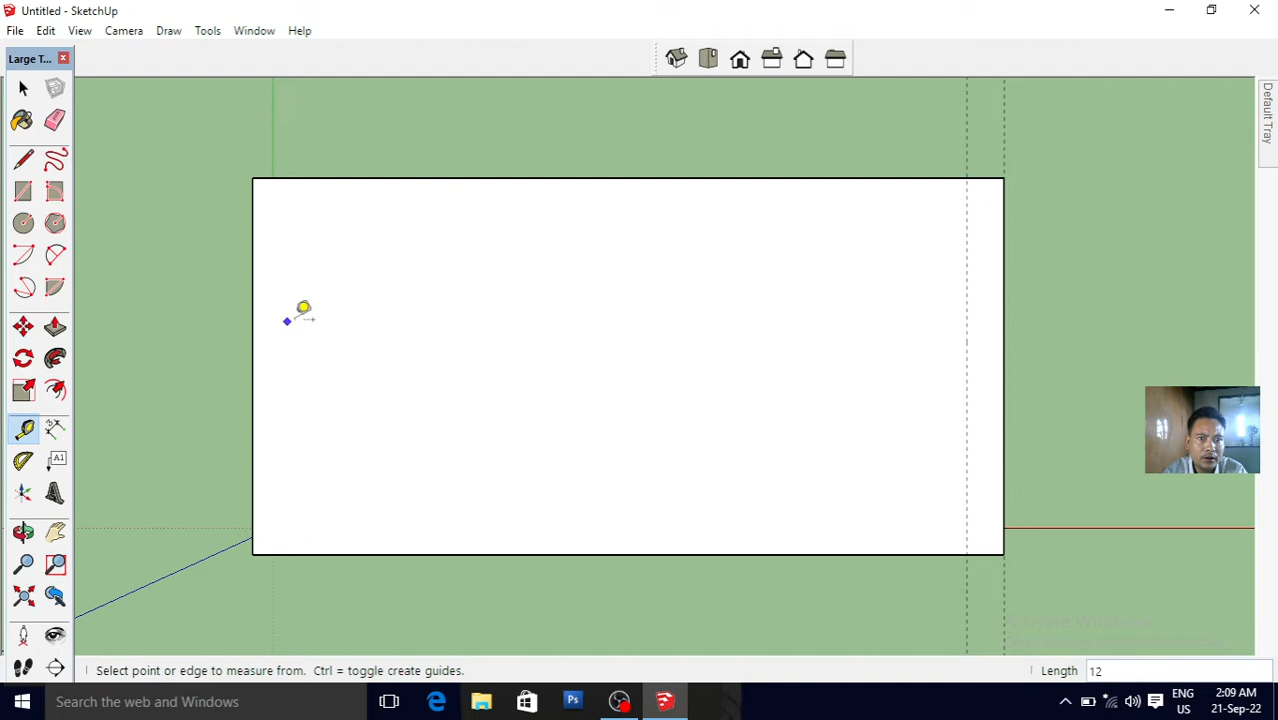 Untitled - SketchUp
File Edit View Camera Draw Tools Window Help
Large T...
Default Tray
A1
Select point or edge to measure from. Ctrl = toggle create guides.
Length 12
Search the web and Windows
Ps
ENG
US
2:09 AM
21-Sep-22